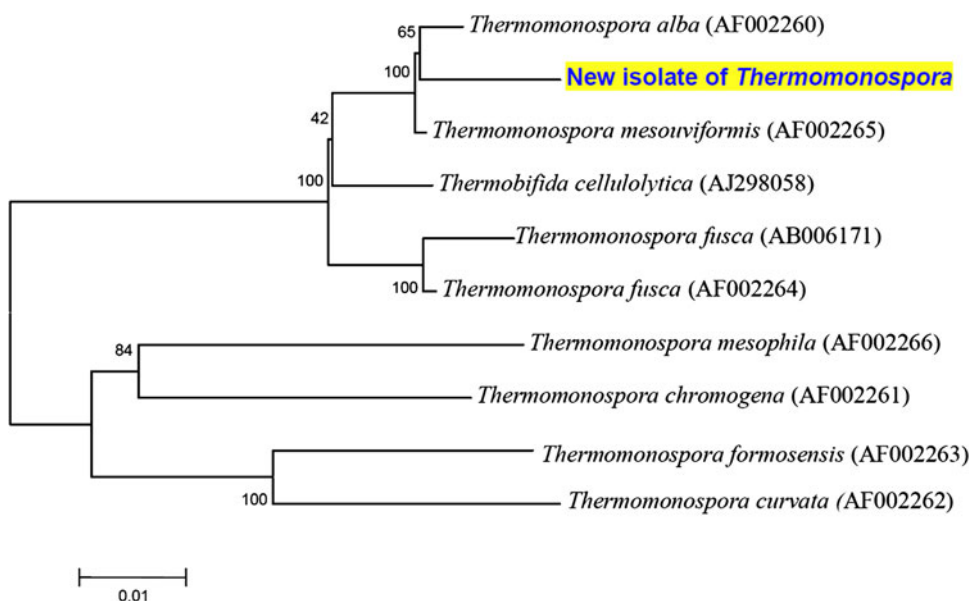 65
Thermomonospora alba (AF002260)
New isolate of Thermomonospora
100
42
Thermomonospora mesouviformis (AF002265)
100
Thermobifida cellulolytica (AJ298058)
Thermomonospora fusca (AB006171)
100
Thermomonospora fusca (AF002264)
84
Thermomonospora mesophila (AF002266)
Thermomonospora chromogena (AF002261)
Thermomonospora formosensis (AF002263)
100
Thermomonospora curvata (AF002262)
0.01